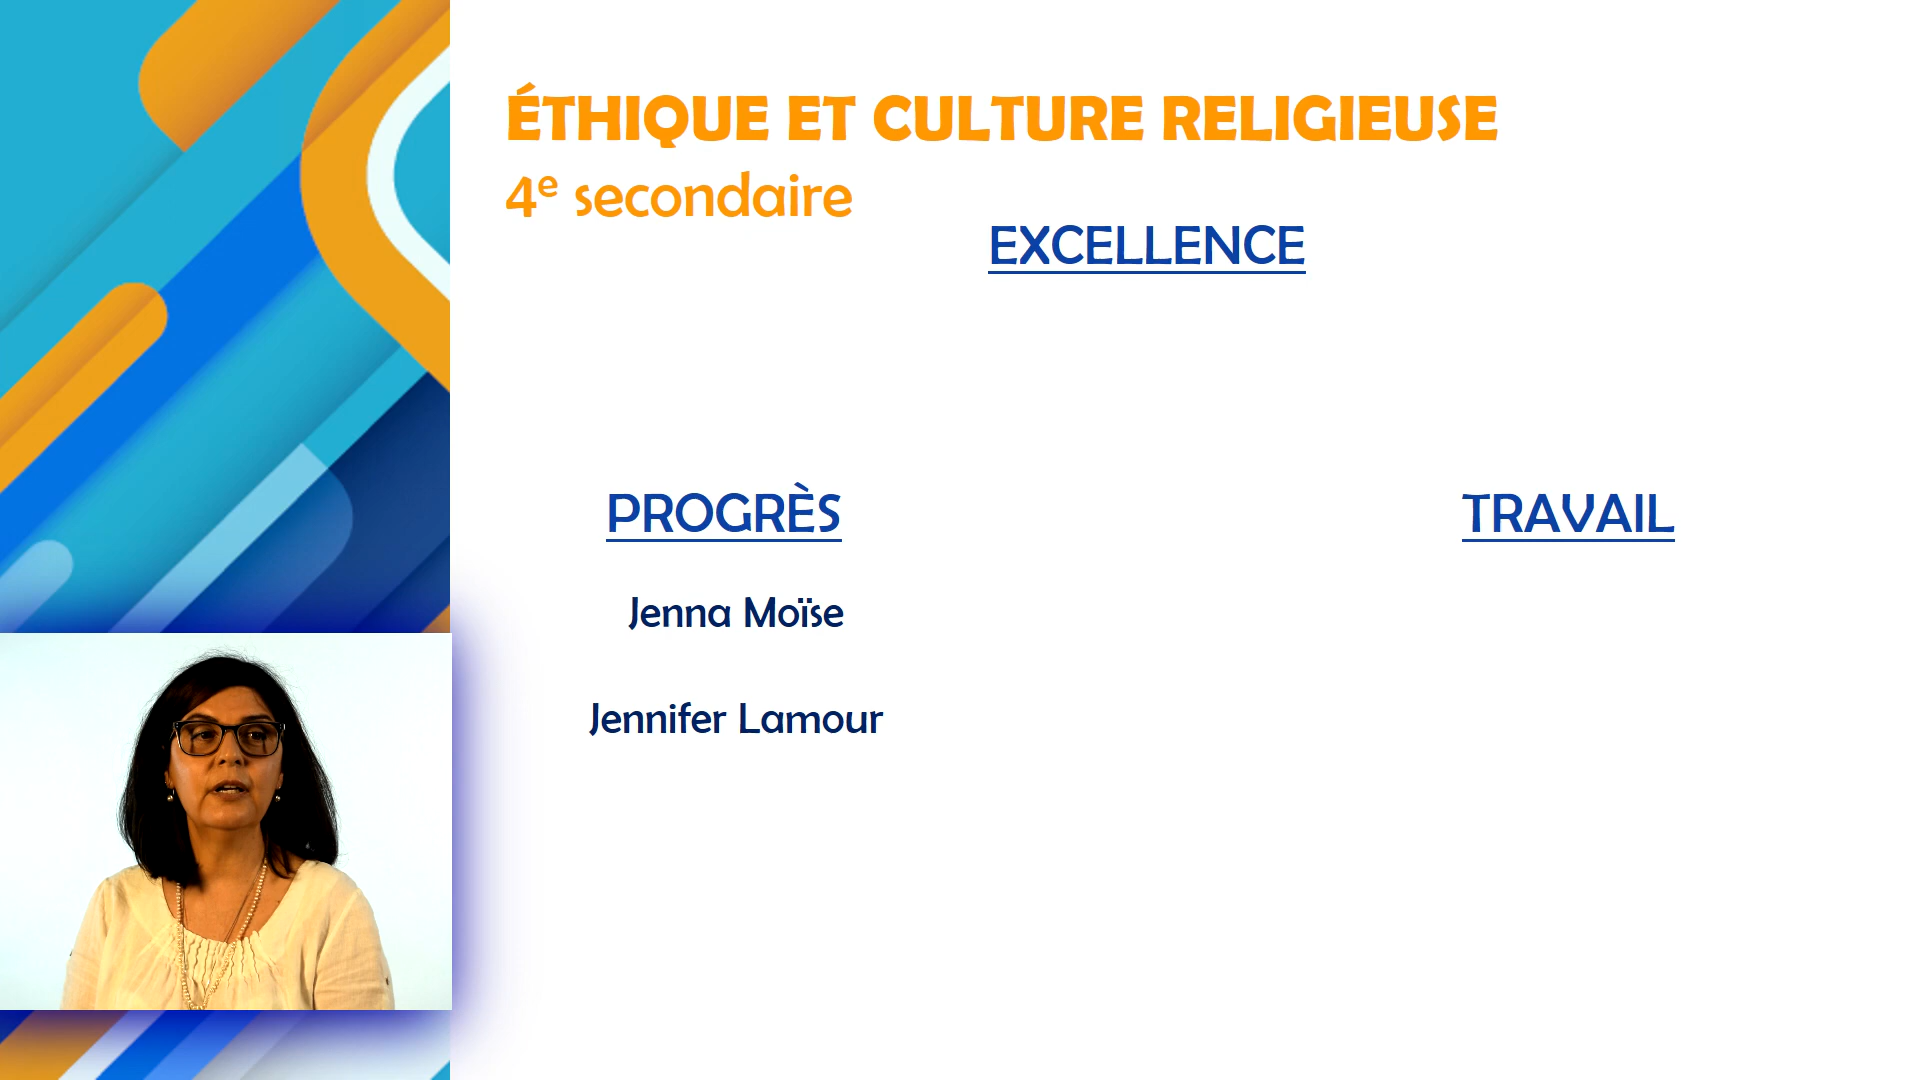 ÉTHIQUE ET CULTURE RELIGIEUSE
4e secondaire
EXCELLENCE
PROGRÈS
TRAVAIL
Jenna Moïse
Jennifer Lamour